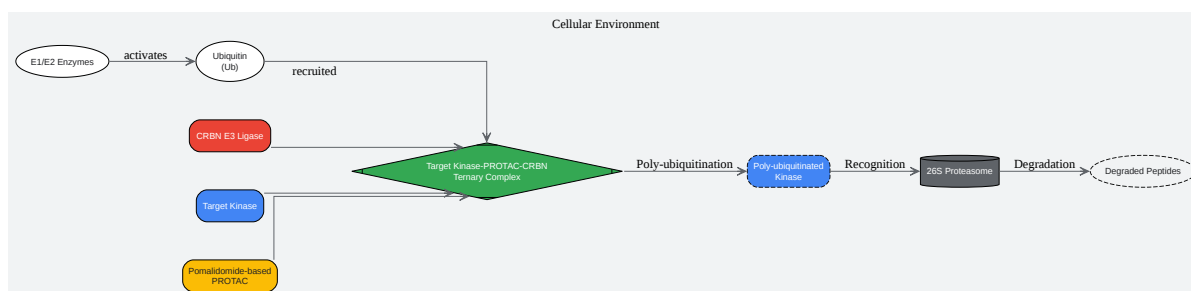 Cellular Environment
E1/E2 Enzymes
activates
Ubiquitin
(Ub)
recruited
CRBN E3 Ligase
Target Kinase
Pomalidomide-based
PROTAC
Target Kinase-PROTAC-CRBN
Ternary Complex
Poly-ubiquitination
Poly-ubiquitinated
Kinase
Recognition
26S Proteasome
Degradation
Degraded Peptides